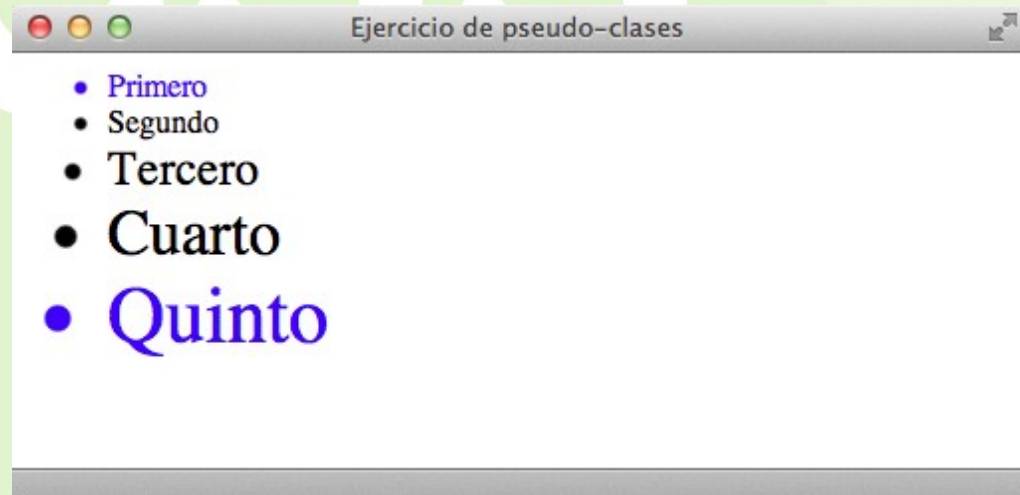 Ejercicio de pseudo-clases
Primero
Segundo
Tercero
Cuarto
Quinto